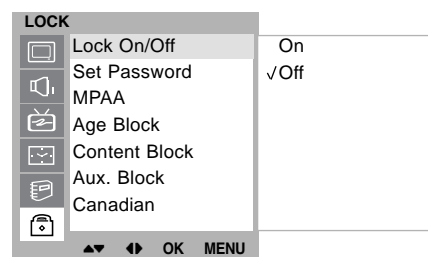 LOCK
Lock On/Off
On
Set Password
√Off
MPAA
Age Block
Content Block
Aux. Block
Canadian
▲▼ ◀▶ OK MENU